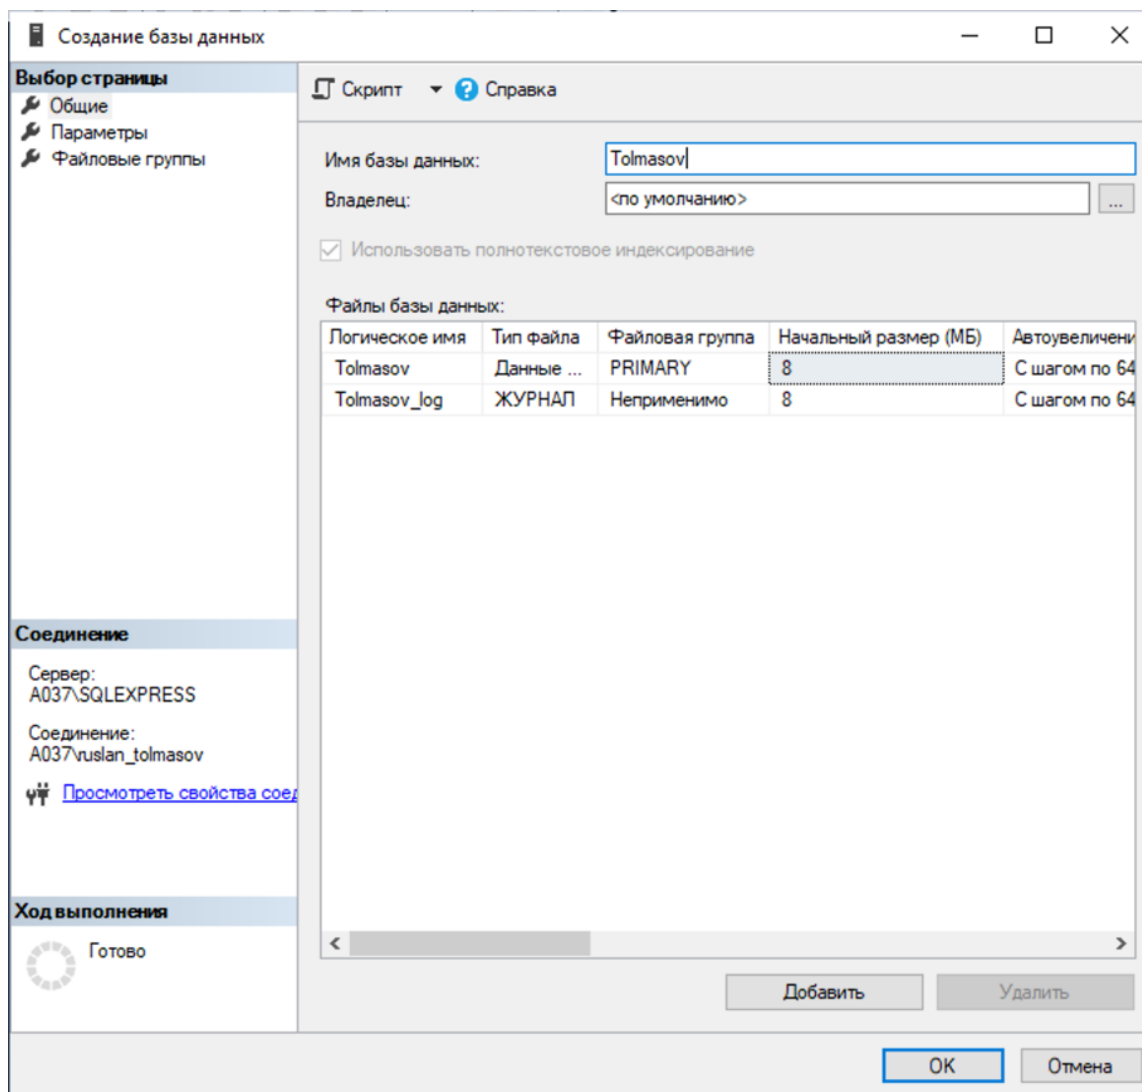 Создание базы данных
Выбор страницы
Общие
Параметры
Файловые группы
Скрипт
Справка
Имя базы данных:
Tolmasov
Владелец:
<по умолчанию>
...
Использовать полнотекстовое индексирование
Файлы базы данных:
Логическое имя Тип файла Файловая группа Начальный размер (МБ) Автоувеличени
Tolmasov Данные ... PRIMARY 8 С шагом по 64
Tolmasov_log ЖУРНАЛ Неприменимо 8 С шагом по 64
Соединение
Сервер:
A037\SQLEXPRESS
Соединение:
A037\ruslan_tolmasov
Просмотреть свойства соед
Ход выполнения
Готово
Добавить
Удалить
OK
Отмена